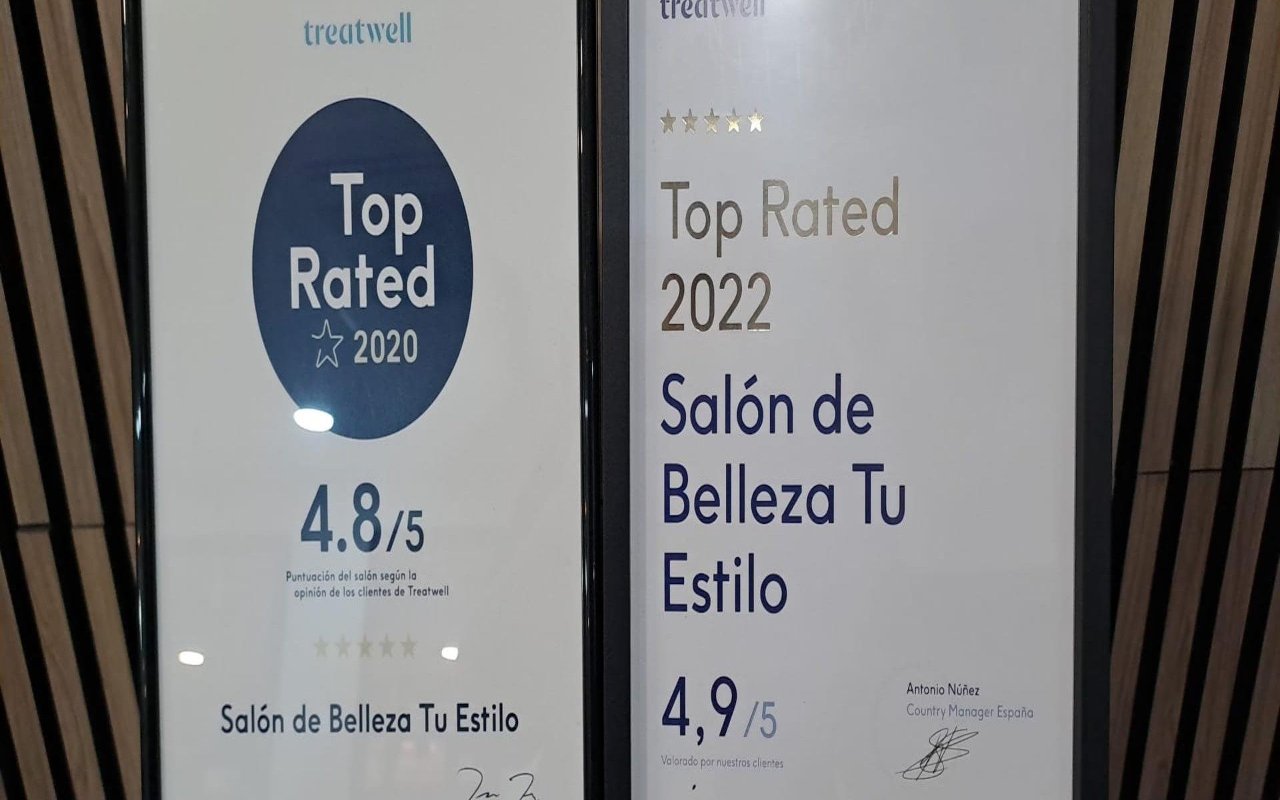 treatwell
Top
Rated
2020
4.8/5
Puntuación del salón según la
opinión de los clientes de Treatwell
Salón de Belleza Tu Estilo
treatwell
Top Rated
2022
Salón de
Belleza Tu
Estilo
4,9/5
Valorado por nuestros clientes
Antonio Núñez
Country Manager España